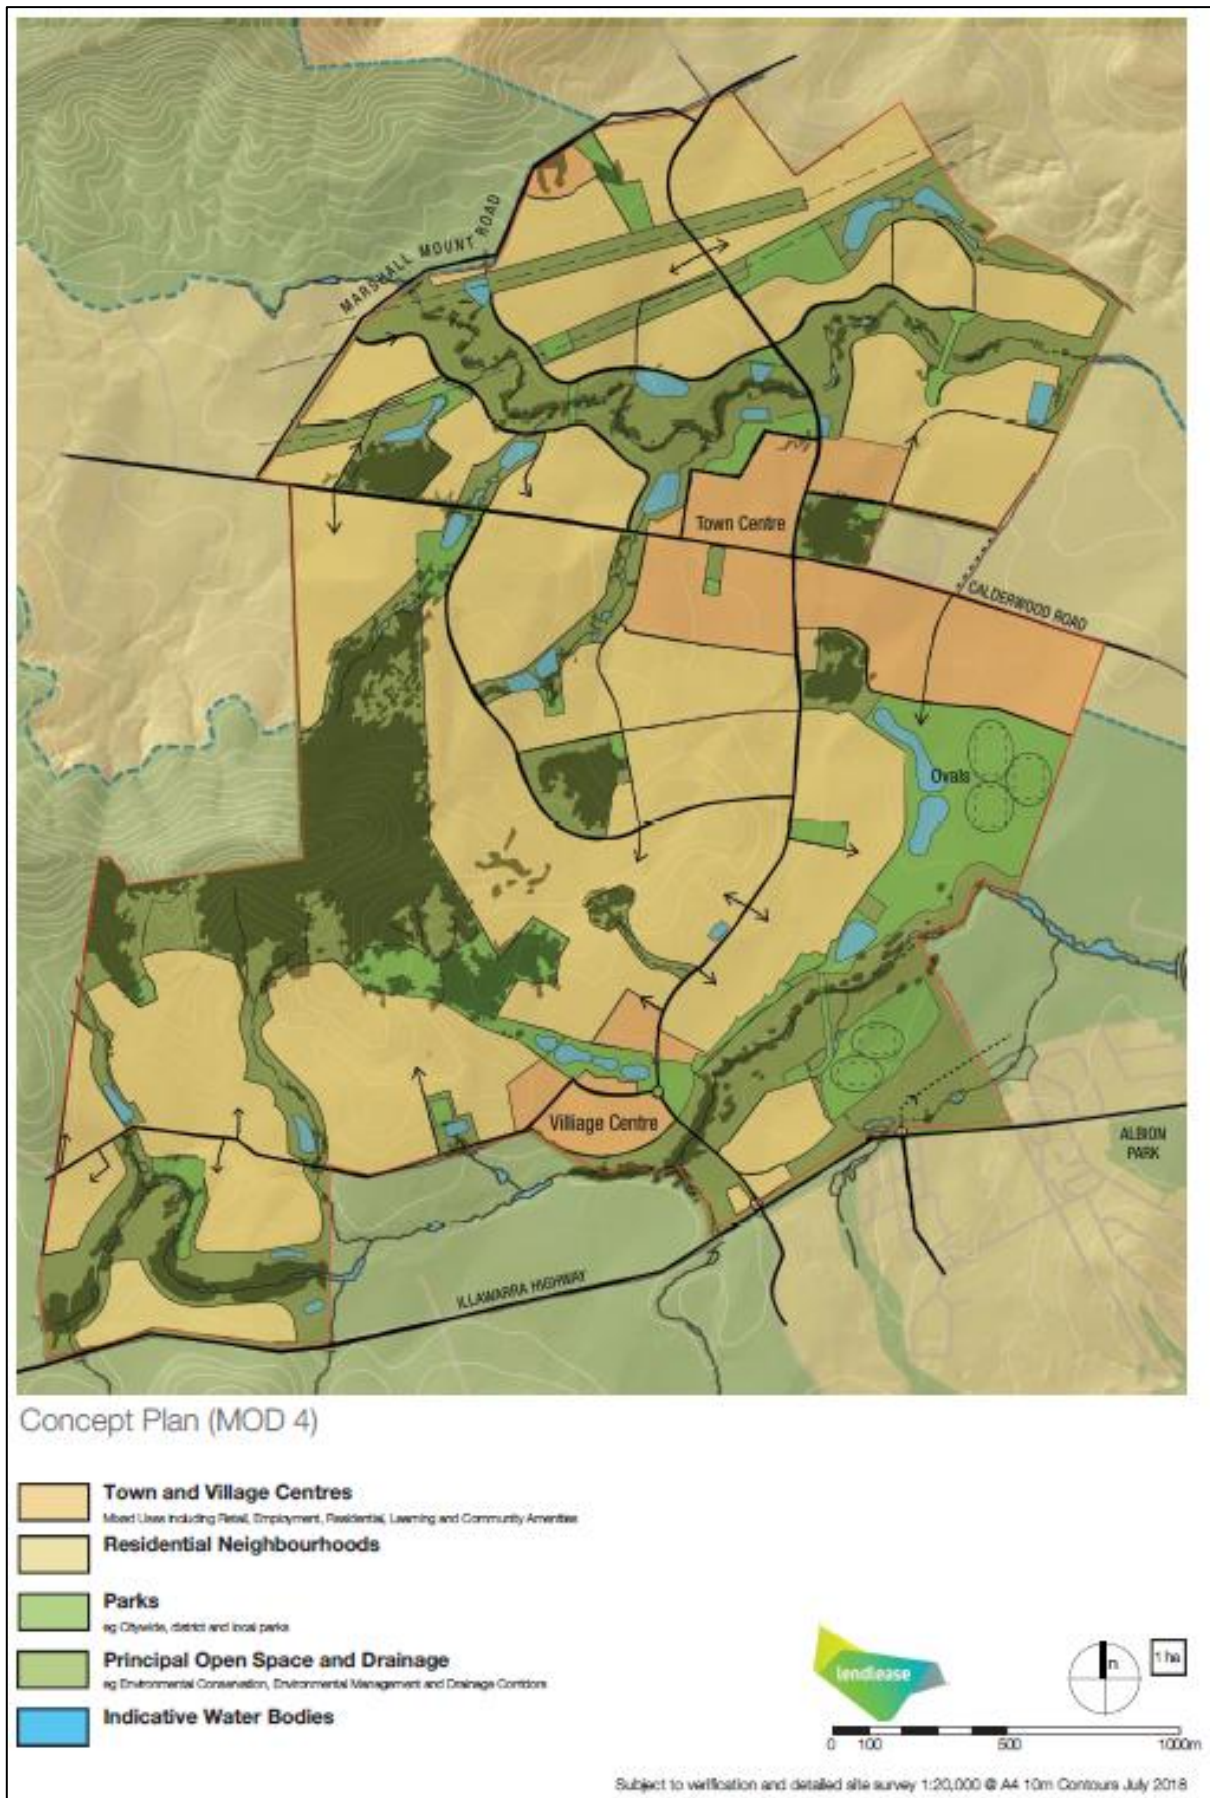 MARSHALL MOUNT ROAD
Town Centre
CALDERWOOD ROAD
Ovals
Villiage Centre
ALBION
PARK
ILLAWARRA HIGHWAY
Concept Plan (MOD 4)
Town and Village Centres
Mixed Uses including Retail, Employment, Residential, Learning and Community Amenities
Residential Neighbourhoods
Parks
eg Citywide, district and local parks
Principal Open Space and Drainage
eg Environmental Conservation, Environmental Management and Drainage Corridors
Indicative Water Bodies
lendlease
n
1 ha
0 100 500 1000m
Subject to verification and detailed site survey 1:20,000 @ A4 10m Contours July 2018